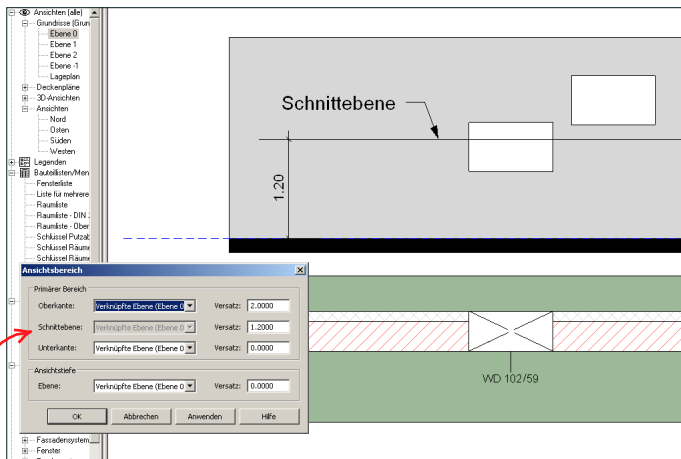 Ansichten (alle)
Grundrisse (Grun
Ebene 0
Ebene 1
Ebene 2
Ebene -1
Lageplan
Deckenpläne
3D-Ansichten
Ansichten
Nord
Osten
Süden
Westen
Legenden
Bauteillisten/Men
Fensterliste
Liste für mehrere
Raumliste
Raumliste - DIN
Raumliste - Ober
Schlüssel Putzab
Schlüssel Räume
Schlüssel Räume
Schnittebene
1.20
Ansichtsbereich
Primärer Bereich
Oberkante: Verknüpfte Ebene (Ebene 0 Versatz: 2.0000
Schnittebene: Verknüpfte Ebene (Ebene 0 Versatz: 1.2000
Unterkante: Verknüpfte Ebene (Ebene 0 Versatz: 0.0000
Ansichtstiefe
Ebene: Verknüpfte Ebene (Ebene 0 Versatz: 0.0000
OK Abbrechen Anwenden Hilfe
WD 102/59
Fassadensystem
Fenster